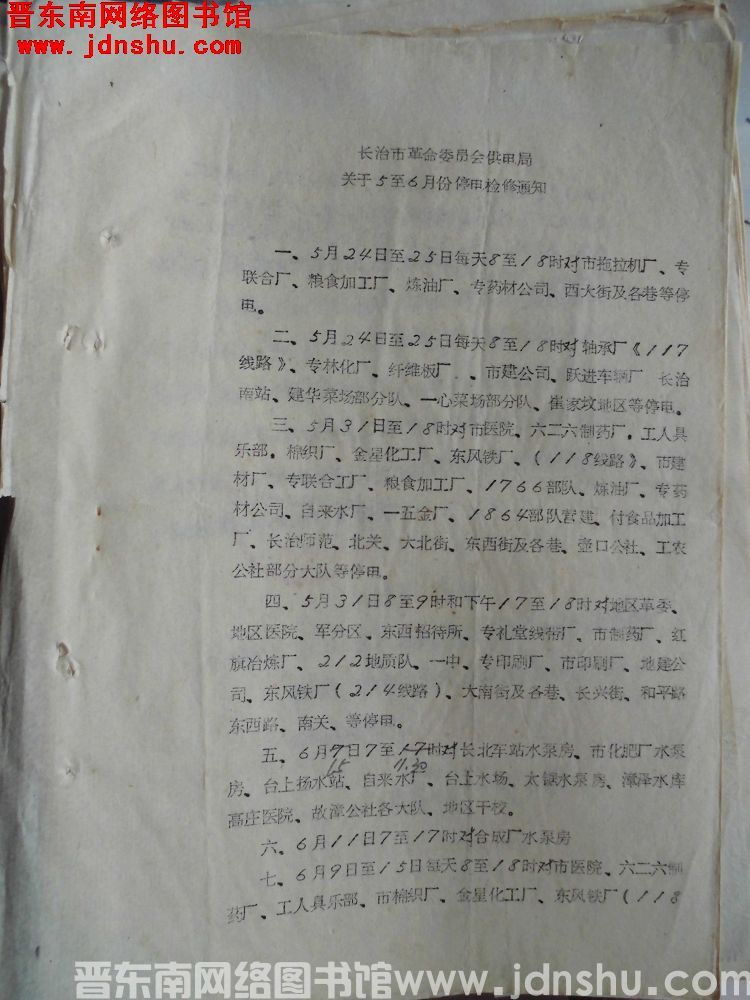 晋东南网络图书馆
www.jdnshu.com
长治市革命委员会供电局
关于5至6月份停电检修通知
一、5月24日至25日每天8至18时对市拖拉机厂、专
联合厂、粮食加工厂、炼油厂、专药材公司、西大街及各巷等停
电。
二、5月24日至25日每天8至18时对轴承厂《117
线路》、专林化厂、纤维板厂、、市建公司、跃进车辆厂 长治
南站、建华菜场部分队、一心菜场部分队、崔家坟地区等停电。
三、5月31日至18时对市医院、六二六制药厂．工人具
乐部．棉织厂、金星化工厂、东风铁厂、(118线路》、市建
材厂、专联合工厂、粮食加工厂、1766部队、炼油厂、专药
材公司、自来水厂、一五金厂、1864部队营建、付食品加工
厂、长治师范、北关、大北街、东西街及各巷、壶口公社、工农
公社部分大队等停电。
四、5月31日8至9时和下午17至18时对地区革委、
地区医院、军分区、东西招待所、专礼堂线 厂、市制药厂、红
旗冶炼厂、212地质队、一中、专印刷厂、市印刷厂、地建公
司、东风铁厂(214线路)、大南街及各巷、长兴街、和平路
东西路、南关、等停电。
五、6月7日7至17时对长北车站水泵房、市化肥厂水泵
15 11.30
房、台上扬水站、自来水厂、台上水场、太 水泵房、漳泽水库
高庄医院、故漳公社各大队、地区干校。
六、6月11日7至17时对合成厂水泵房
七、6月9日至15日每天8至18时对市医院、六二六制
药厂、工人具乐部、市棉织厂、金星化工厂、东风铁厂(118
晋东南网络图书馆www.jdnshu.com